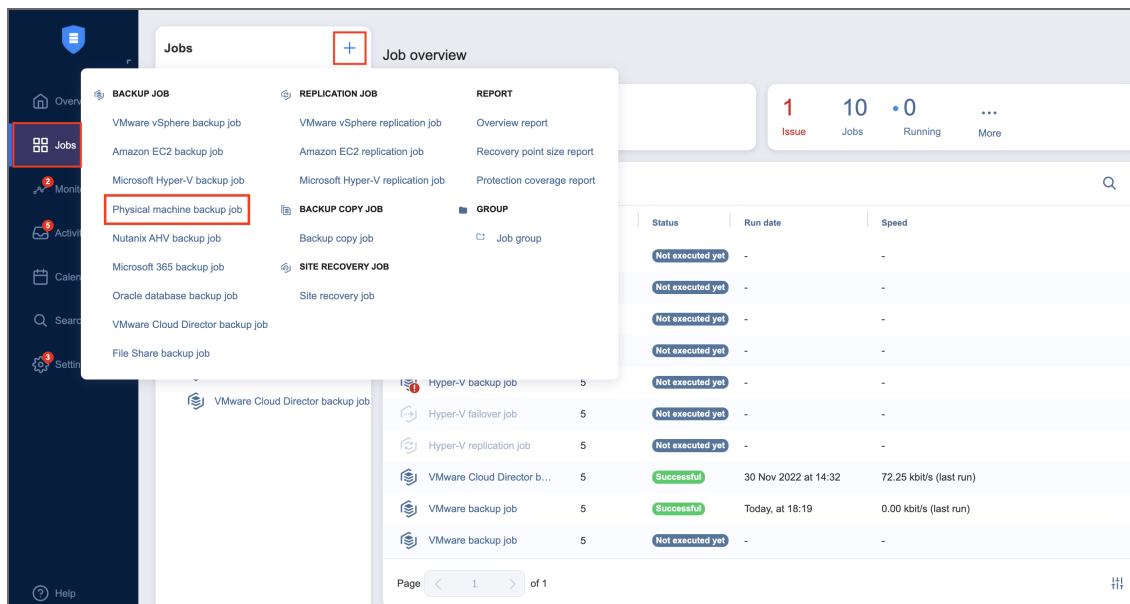 Jobs
Job overview
Overv
Jobs
2
Monit
5
Activit
Calen
Searc
3
Settin
Help
BACKUP JOB
VMware vSphere backup job
Amazon EC2 backup job
Microsoft Hyper-V backup job
Physical machine backup job
Nutanix AHV backup job
Microsoft 365 backup job
Oracle database backup job
VMware Cloud Director backup job
File Share backup job
REPLICATION JOB
VMware vSphere replication job
Amazon EC2 replication job
Microsoft Hyper-V replication job
BACKUP COPY JOB
Backup copy job
SITE RECOVERY JOB
Site recovery job
REPORT
Overview report
Recovery point size report
Protection coverage report
GROUP
Job group
VMware Cloud Director backup job
1 10 0 ...
Issue Jobs Running More
Status Run date Speed
Not executed yet - -
Not executed yet - -
Not executed yet - -
Not executed yet - -
Hyper-V backup job 5 Not executed yet - -
Hyper-V failover job 5 Not executed yet - -
Hyper-V replication job 5 Not executed yet - -
VMware Cloud Director b... 5 Successful 30 Nov 2022 at 14:32 72.25 kbit/s (last run)
VMware backup job 5 Successful Today, at 18:19 0.00 kbit/s (last run)
VMware backup job 5 Not executed yet - -
Page < 1 > of 1